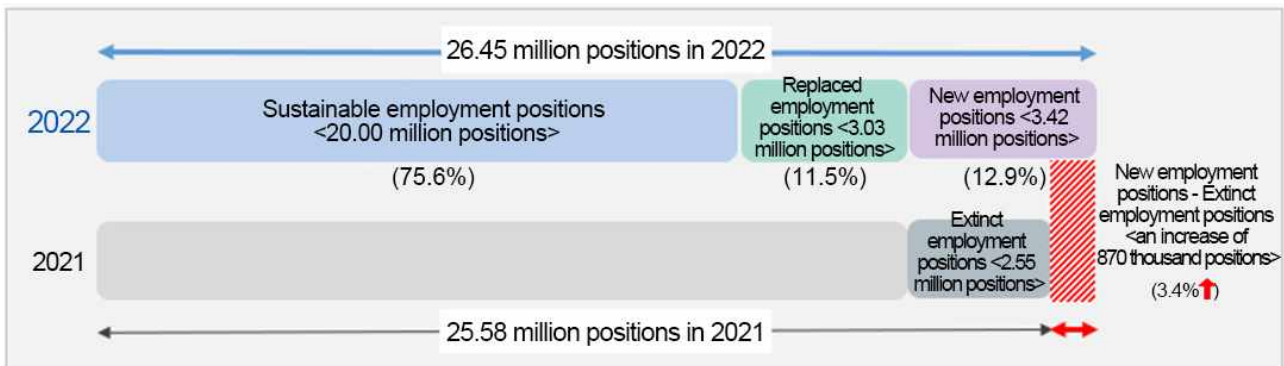 26.45 million positions in 2022
2022
Sustainable employment positions
<20.00 million positions>
Replaced
employment
positions <3.03
million positions>
New employment
positions <3.42
million positions>
(75.6%)
(11.5%)
(12.9%)
New employment
positions - Extinct
employment positions
<an increase of
870 thousand positions>
(3.4%⬆)
2021
Extinct
employment
positions <2.55
million positions>
25.58 million positions in 2021